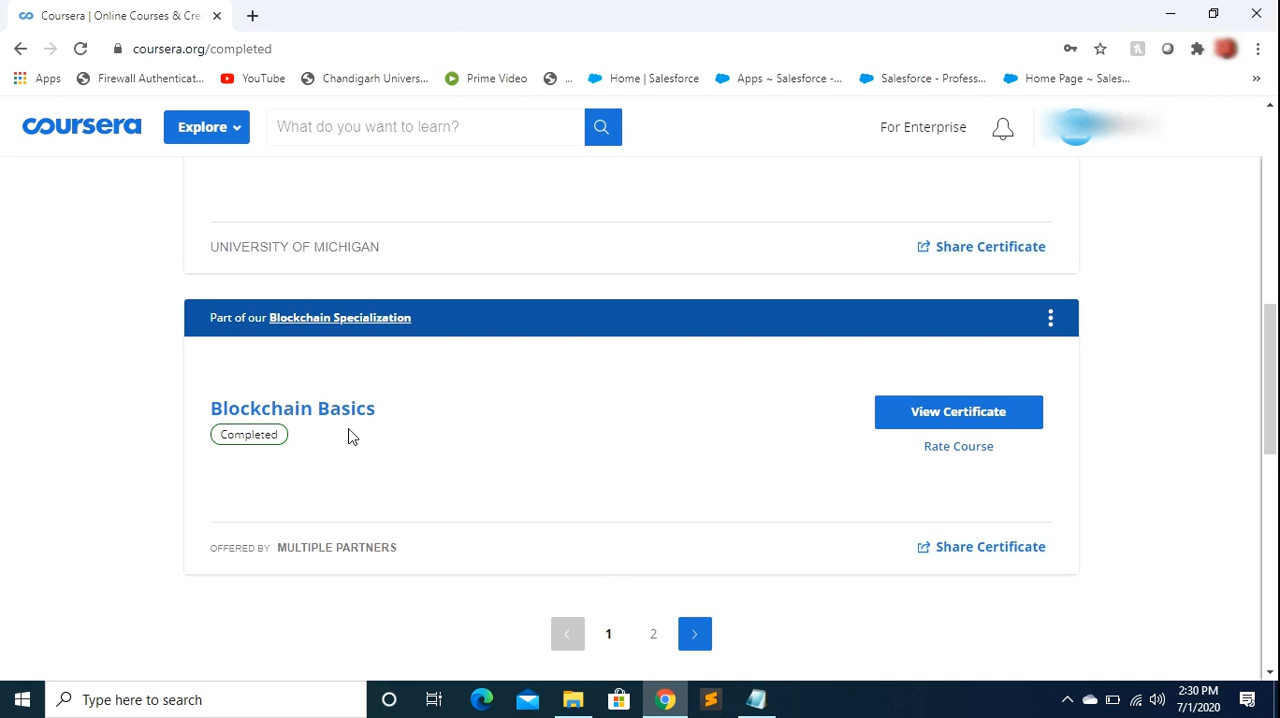 Coursera | Online Courses & Cre
coursera.org/completed
Apps
Firewall Authenticat...
YouTube
Chandigarh Univers...
Prime Video
...
Home | Salesforce
Apps ~ Salesforce -...
Salesforce - Profess...
Home Page ~ Sales...
»
coursera
Explore
What do you want to learn?
For Enterprise
UNIVERSITY OF MICHIGAN
Share Certificate
Part of our Blockchain Specialization
Blockchain Basics
Completed
View Certificate
Rate Course
OFFERED BY MULTIPLE PARTNERS
Share Certificate
1 2
Type here to search
2:30 PM
7/1/2020